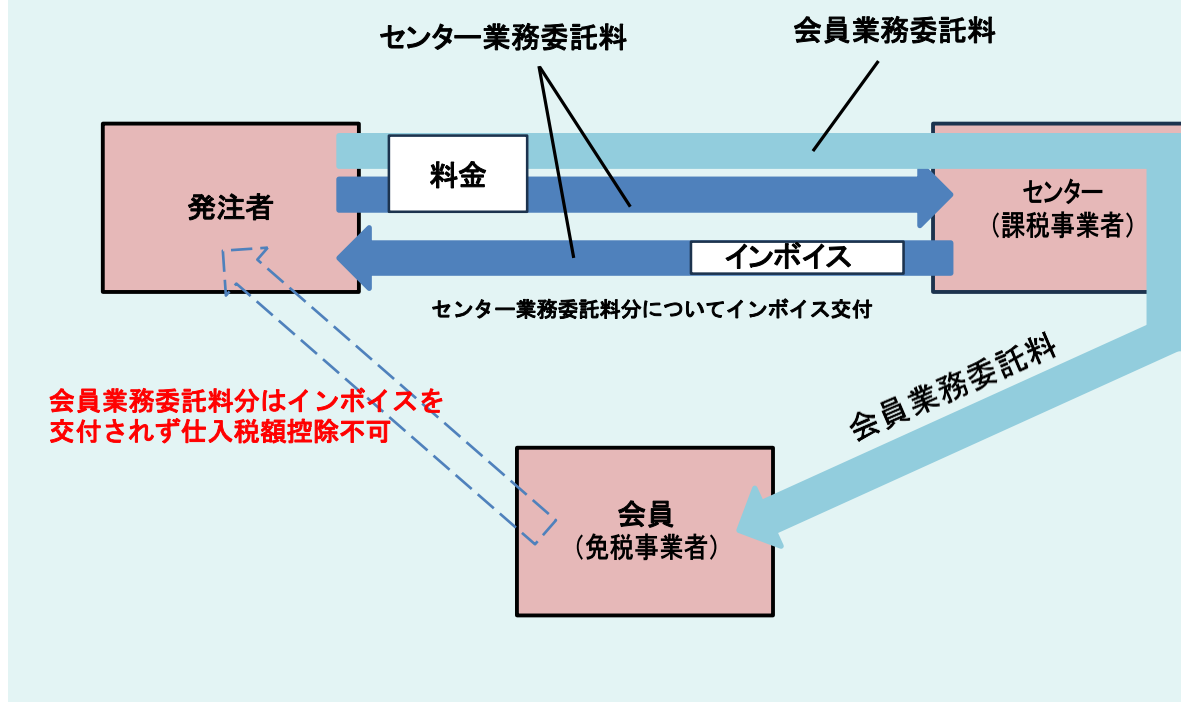 センター業務委託料
会員業務委託料
料金
発注者
センター
（課税事業者）
インボイス
センター業務委託料分についてインボイス交付
会員業務委託料
会員業務委託料分はインボイスを
交付されず仕入税額控除不可
会員
（免税事業者）